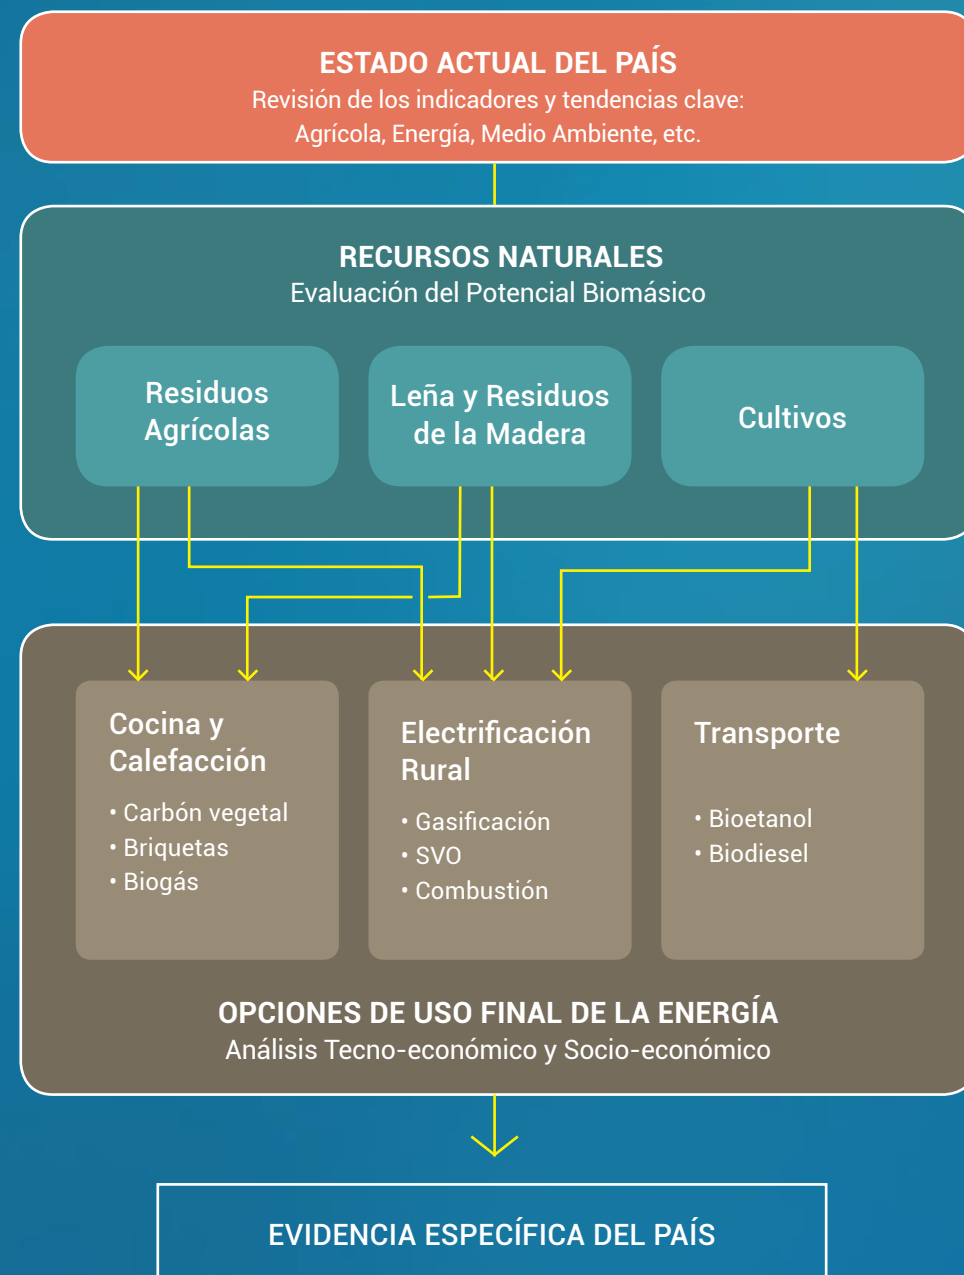 ESTADO ACTUAL DEL PAÍS
Revisión de los indicadores y tendencias clave:
Agrícola, Energía, Medio Ambiente, etc.
RECURSOS NATURALES
Evaluación del Potencial Biomásico
Residuos
Agrícolas
Leña y Residuos
de la Madera
Cultivos
Cocina y
Calefacción
• Carbón vegetal
• Briquetas
• Biogás
Electrificación
Rural
• Gasificación
• SVO
• Combustión
Transporte
• Bioetanol
• Biodiesel
OPCIONES DE USO FINAL DE LA ENERGÍA
Análisis Tecno-económico y Socio-económico
EVIDENCIA ESPECÍFICA DEL PAÍS